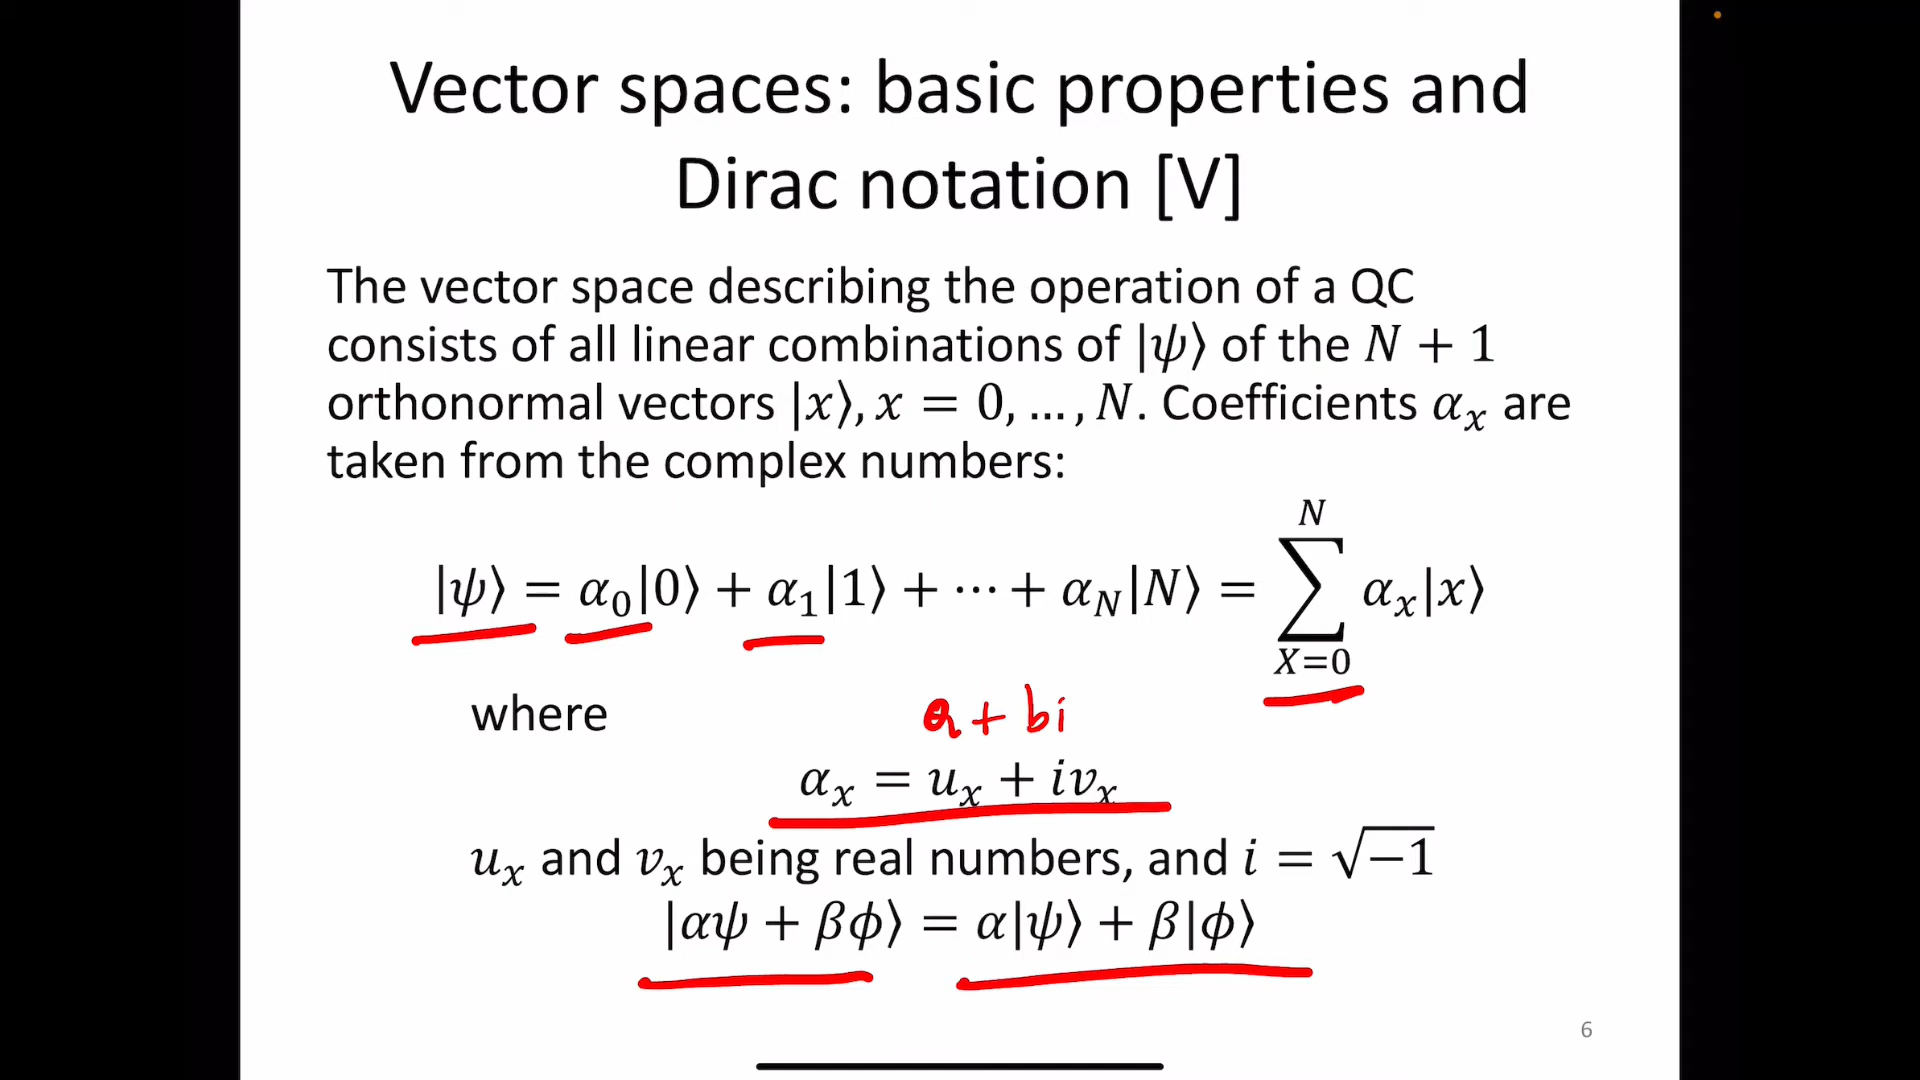 Vector spaces: basic properties and
Dirac notation [V]
The vector space describing the operation of a QC
consists of all linear combinations of |ψ⟩ of the N + 1
orthonormal vectors |x⟩, x = 0, … , N. Coefficients αₓ are
taken from the complex numbers:
|ψ⟩ = α₀|0⟩ + α₁|1⟩ + ⋯ + α_N|N⟩ = ∑_{X=0}^{N} αₓ|x⟩
where
a + bi
αₓ = uₓ + ivₓ
uₓ and vₓ being real numbers, and i = √−1
|αψ + βϕ⟩ = α|ψ⟩ + β|ϕ⟩
6